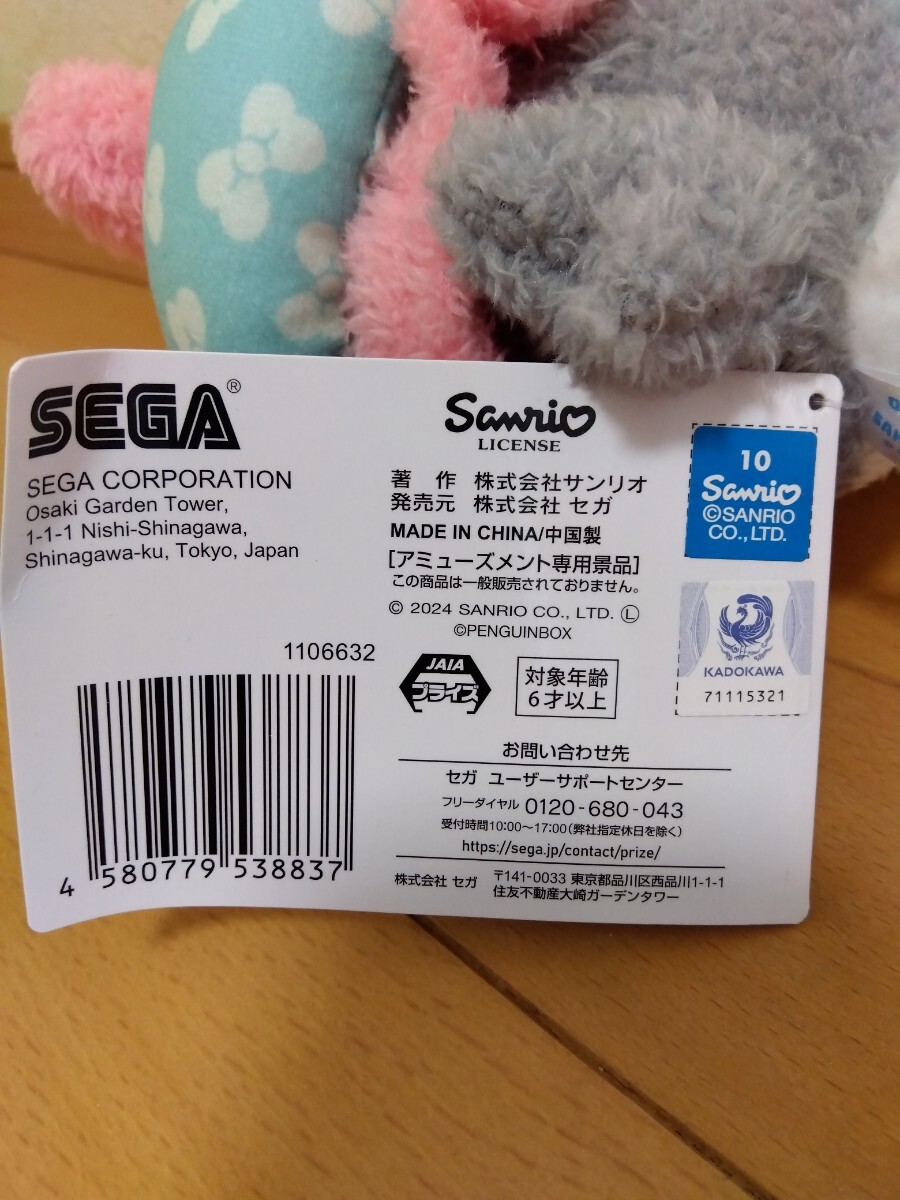 SEGA®
SEGA CORPORATION
Osaki Garden Tower,
1-1-1 Nishi-Shinagawa,
Shinagawa-ku, Tokyo, Japan
1106632
4 580779 538837
Sanrio
LICENSE
著 作 株式会社サンリオ
発売元 株式会社 セガ
MADE IN CHINA/中国製
[アミューズメント専用景品]
この商品は一般販売されておりません。
© 2024 SANRIO CO., LTD. Ⓛ
©PENGUINBOX
JAIA
プライズ
対象年齢
6才以上
10
Sanrio
©SANRIO
CO., LTD.
KADOKAWA
71115321
お問い合わせ先
セガ ユーザーサポートセンター
フリーダイヤル 0120-680-043
受付時間10:00～17:00(弊社指定休日を除く)
https://sega.jp/contact/prize/
株式会社 セガ 〒141-0033 東京都品川区西品川1-1-1
住友不動産大崎ガーデンタワー